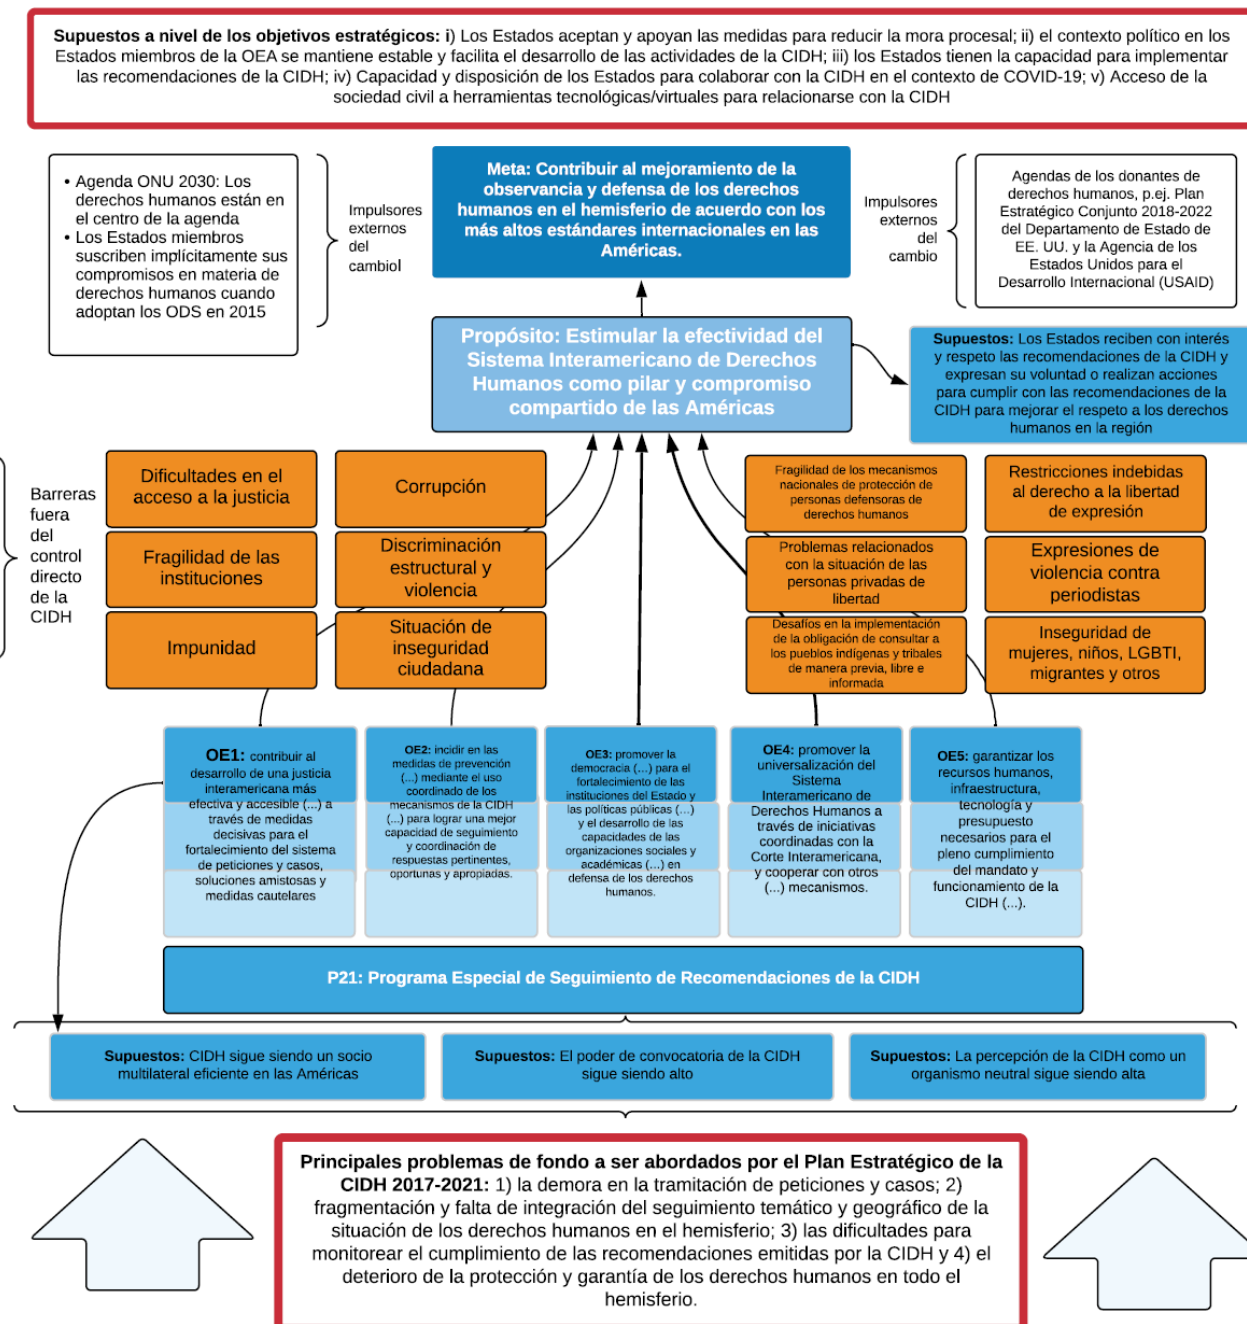 Supuestos a nivel de los objetivos estratégicos: i) Los Estados aceptan y apoyan las medidas para reducir la mora procesal; ii) el contexto político en los
Estados miembros de la OEA se mantiene estable y facilita el desarrollo de las actividades de la CIDH; iii) los Estados tienen la capacidad para implementar
las recomendaciones de la CIDH; iv) Capacidad y disposición de los Estados para colaborar con la CIDH en el contexto de COVID-19; v) Acceso de la
sociedad civil a herramientas tecnológicas/virtuales para relacionarse con la CIDH
• Agenda ONU 2030: Los
derechos humanos están en
el centro de la agenda
• Los Estados miembros
suscriben implícitamente sus
compromisos en materia de
derechos humanos cuando
adoptan los ODS en 2015
Impulsores
externos
del
cambiol
Meta: Contribuir al mejoramiento de la
observancia y defensa de los derechos
humanos en el hemisferio de acuerdo con los
más altos estándares internacionales en las
Américas.
Impulsores
externos
del
cambio
Agendas de los donantes de
derechos humanos, p.ej. Plan
Estratégico Conjunto 2018-2022
del Departamento de Estado de
EE. UU. y la Agencia de los
Estados Unidos para el
Desarrollo Internacional (USAID)
Propósito: Estimular la efectividad del
Sistema Interamericano de Derechos
Humanos como pilar y compromiso
compartido de las Américas
Supuestos: Los Estados reciben con interés
y respeto las recomendaciones de la CIDH y
expresan su voluntad o realizan acciones
para cumplir con las recomendaciones de la
CIDH para mejorar el respeto a los derechos
humanos en la región
Barreras
fuera
del
control
directo
de la
CIDH
Dificultades en el
acceso a la justicia
Corrupción
Fragilidad de las
instituciones
Discriminación
estructural y
violencia
Impunidad
Situación de
inseguridad
ciudadana
Fragilidad de los mecanismos
nacionales de protección de
personas defensoras de
derechos humanos
Restricciones indebidas
al derecho a la libertad
de expresión
Problemas relacionados
con la situación de las
personas privadas de
libertad
Expresiones de
violencia contra
periodistas
Desafíos en la implementación
de la obligación de consultar a
los pueblos indígenas y tribales
de manera previa, libre e
informada
Inseguridad de
mujeres, niños, LGBTI,
migrantes y otros
OE1: contribuir al
desarrollo de una justicia
interamericana más
efectiva y accesible (...) a
través de medidas
decisivas para el
fortalecimiento del sistema
de peticiones y casos,
soluciones amistosas y
medidas cautelares
OE2: incidir en las
medidas de prevención
(...) mediante el uso
coordinado de los
mecanismos de la CIDH
(...) para lograr una mejor
capacidad de seguimiento
y coordinación de
respuestas pertinentes,
oportunas y apropiadas.
OE3: promover la
democracia (...) para el
fortalecimiento de las
instituciones del Estado y
las políticas públicas (...)
y el desarrollo de las
capacidades de las
organizaciones sociales y
académicas (...) en
defensa de los derechos
humanos.
OE4: promover la
universalización del
Sistema
Interamericano de
Derechos Humanos a
través de iniciativas
coordinadas con la
Corte Interamericana,
y cooperar con otros
(...) mecanismos.
OE5: garantizar los
recursos humanos,
infraestructura,
tecnología y
presupuesto
necesarios para el
pleno cumplimiento
del mandato y
funcionamiento de la
CIDH (...).
P21: Programa Especial de Seguimiento de Recomendaciones de la CIDH
Supuestos: CIDH sigue siendo un socio
multilateral eficiente en las Américas
Supuestos: El poder de convocatoria de la CIDH
sigue siendo alto
Supuestos: La percepción de la CIDH como un
organismo neutral sigue siendo alta
Principales problemas de fondo a ser abordados por el Plan Estratégico de la
CIDH 2017-2021: 1) la demora en la tramitación de peticiones y casos; 2)
fragmentación y falta de integración del seguimiento temático y geográfico de la
situación de los derechos humanos en el hemisferio; 3) las dificultades para
monitorear el cumplimiento de las recomendaciones emitidas por la CIDH y 4) el
deterioro de la protección y garantía de los derechos humanos en todo el
hemisferio.